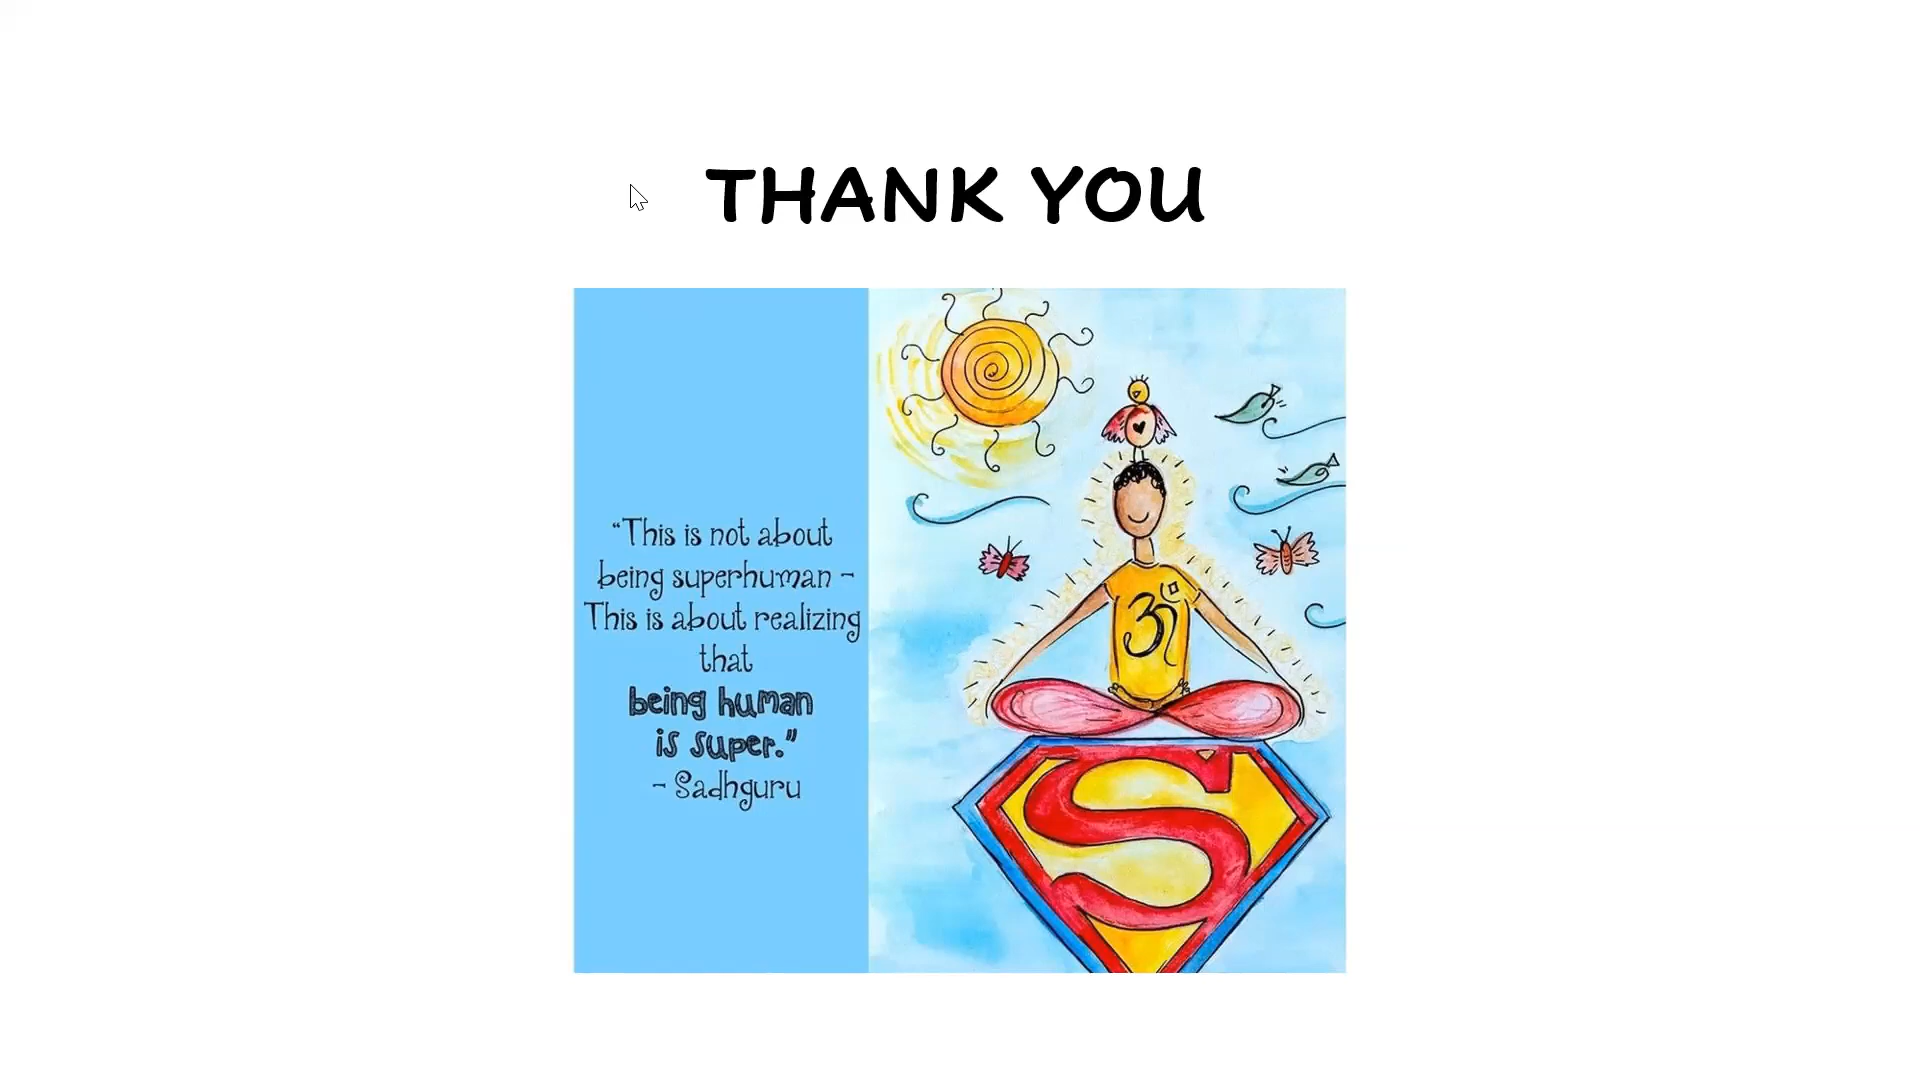 THANK YOU
“This is not about
being superhuman -
This is about realizing
that
being human
is super.”
- Sadhguru
ॐ
S